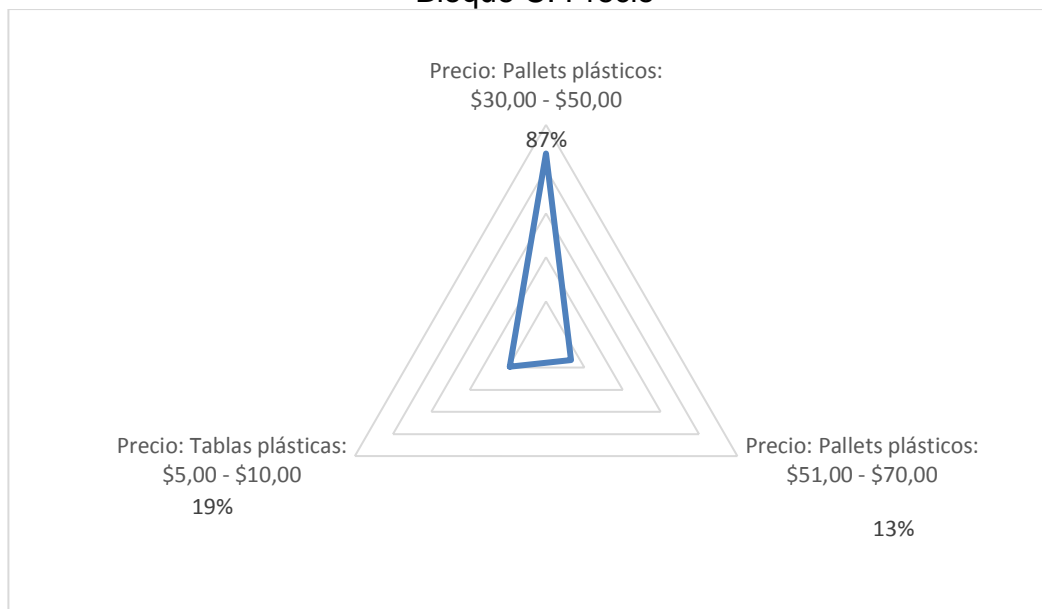 Precio: Pallets plásticos:
$30,00 - $50,00
87%
Precio: Tablas plásticas:
$5,00 - $10,00
19%
Precio: Pallets plásticos:
$51,00 - $70,00
13%